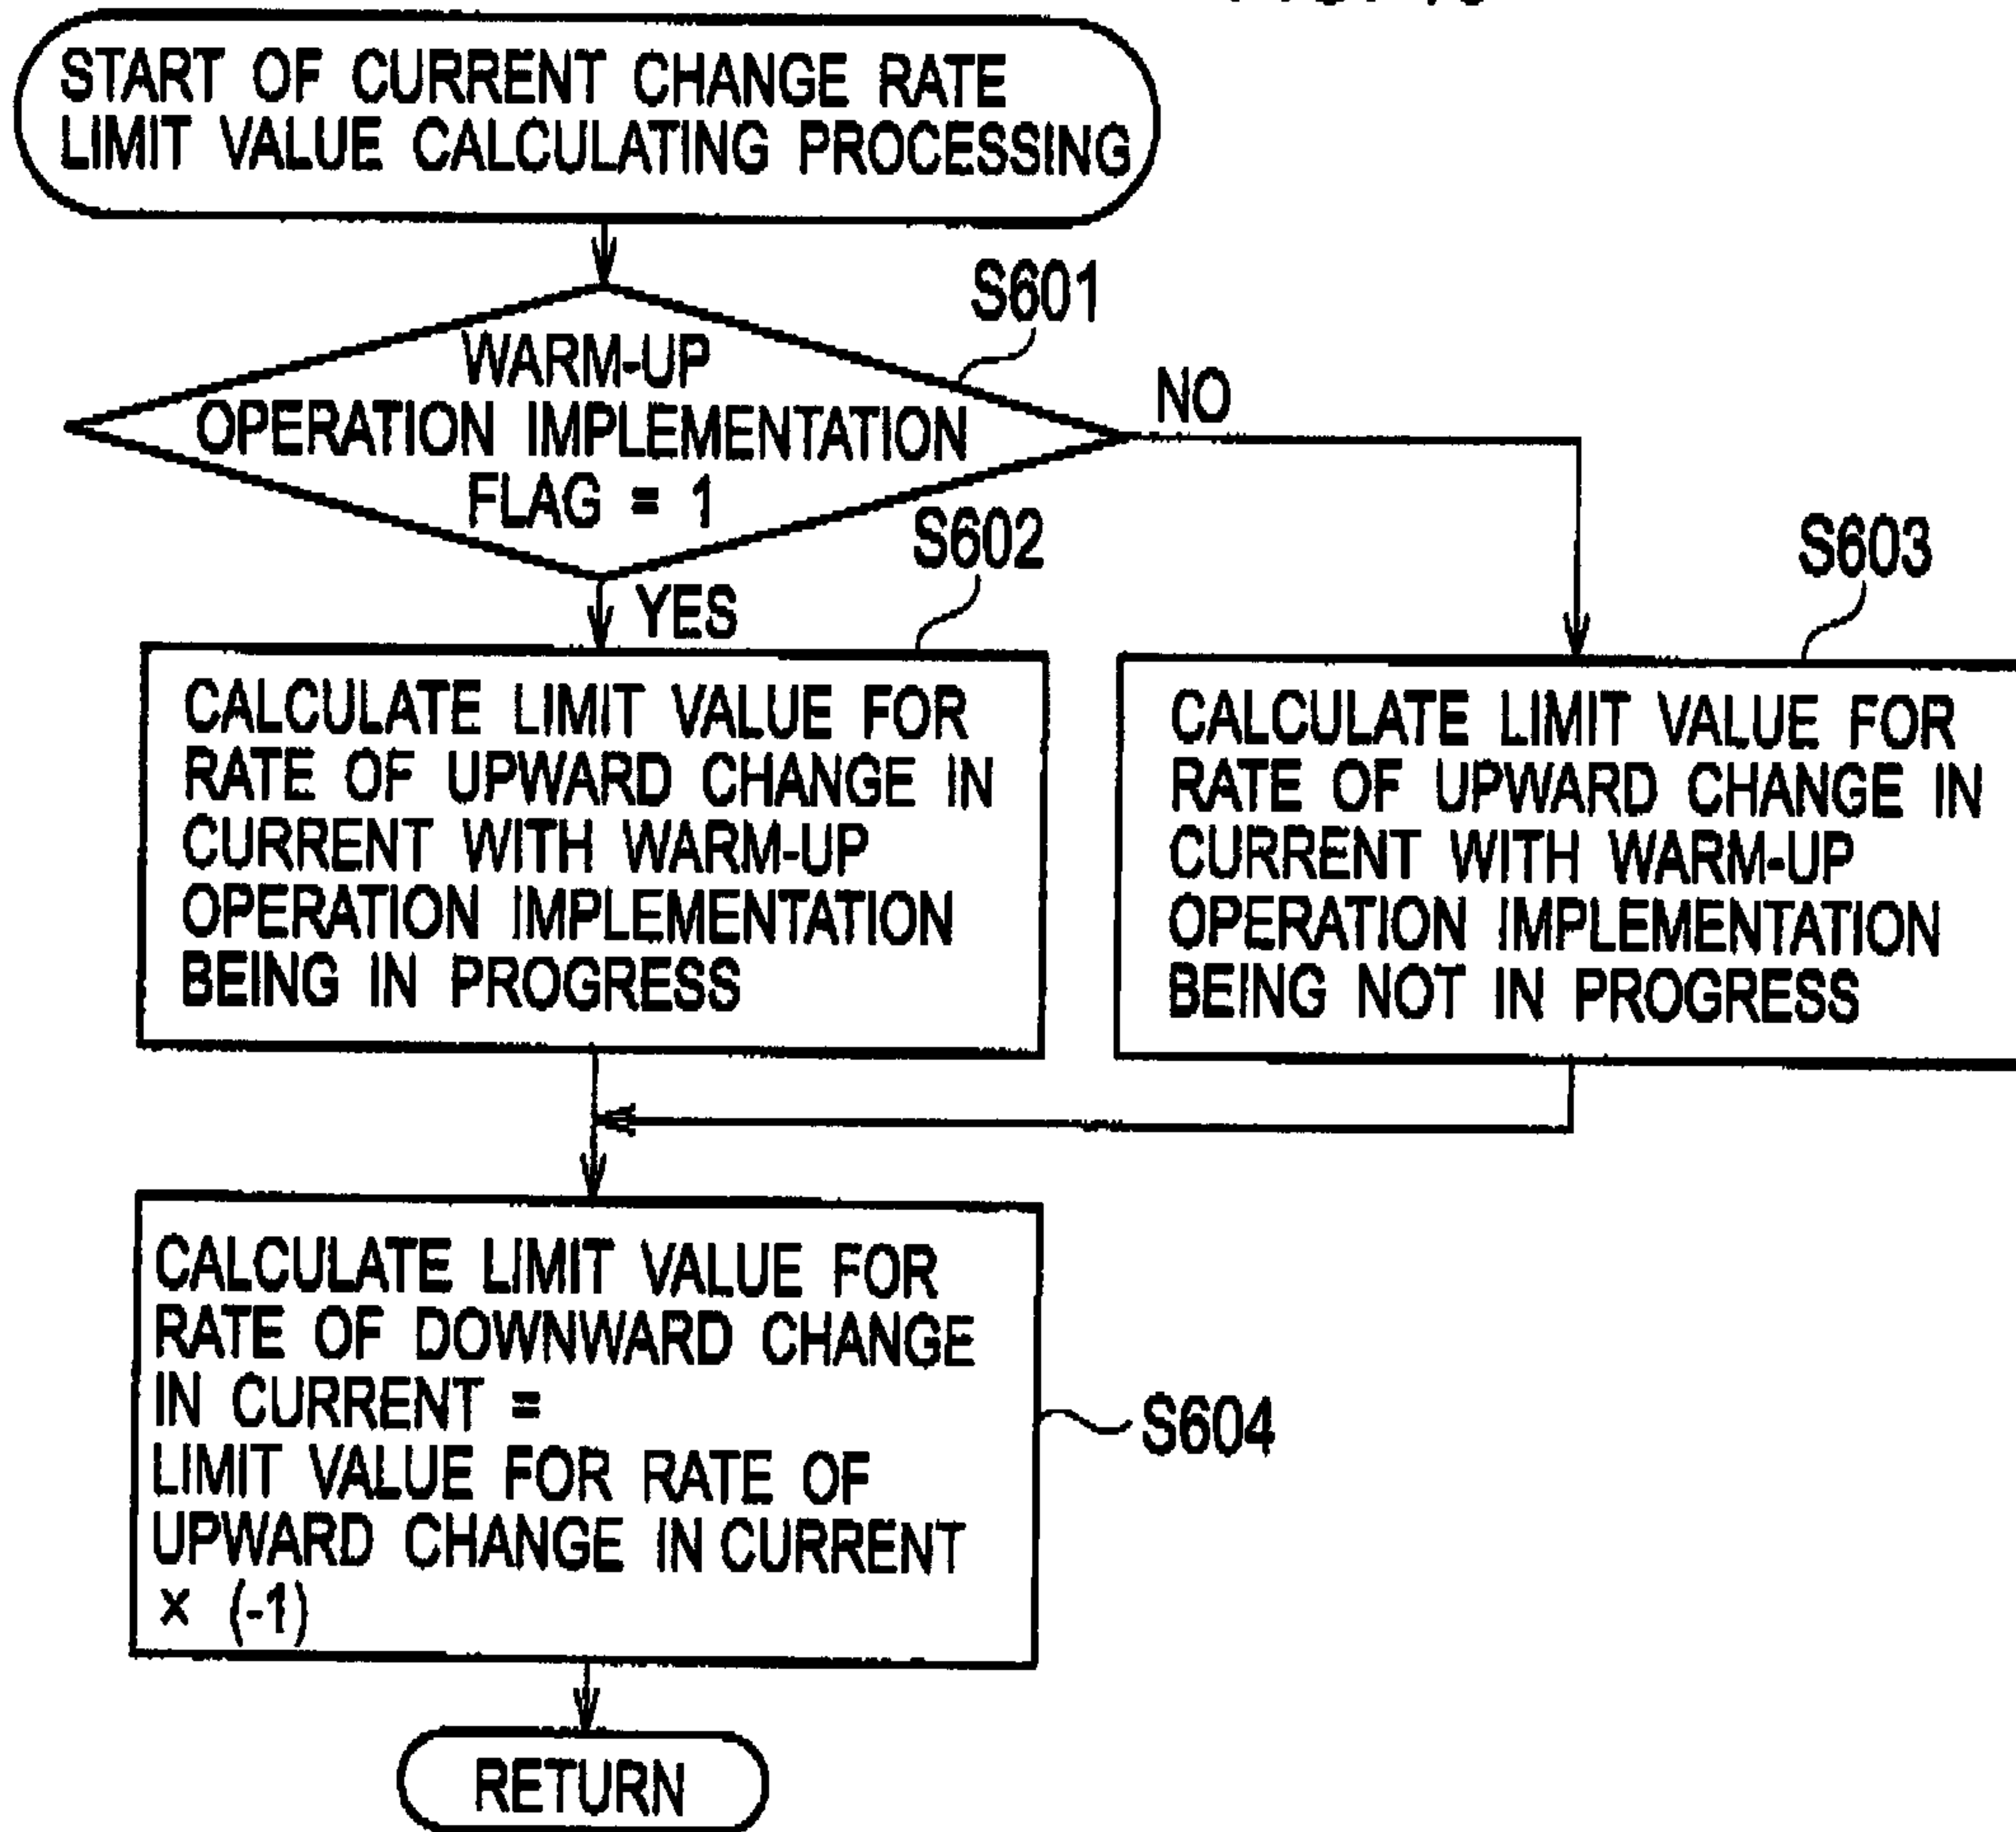 START OF CURRENT CHANGE RATE
LIMIT VALUE CALCULATING PROCESSING
S601
WARM-UP
OPERATION IMPLEMENTATION
FLAG = 1
NO
YES
S602
S603
CALCULATE LIMIT VALUE FOR
RATE OF UPWARD CHANGE IN
CURRENT WITH WARM-UP
OPERATION IMPLEMENTATION
BEING IN PROGRESS
CALCULATE LIMIT VALUE FOR
RATE OF UPWARD CHANGE IN
CURRENT WITH WARM-UP
OPERATION IMPLEMENTATION
BEING NOT IN PROGRESS
CALCULATE LIMIT VALUE FOR
RATE OF DOWNWARD CHANGE
IN CURRENT =
LIMIT VALUE FOR RATE OF
UPWARD CHANGE IN CURRENT
× (-1)
S604
RETURN